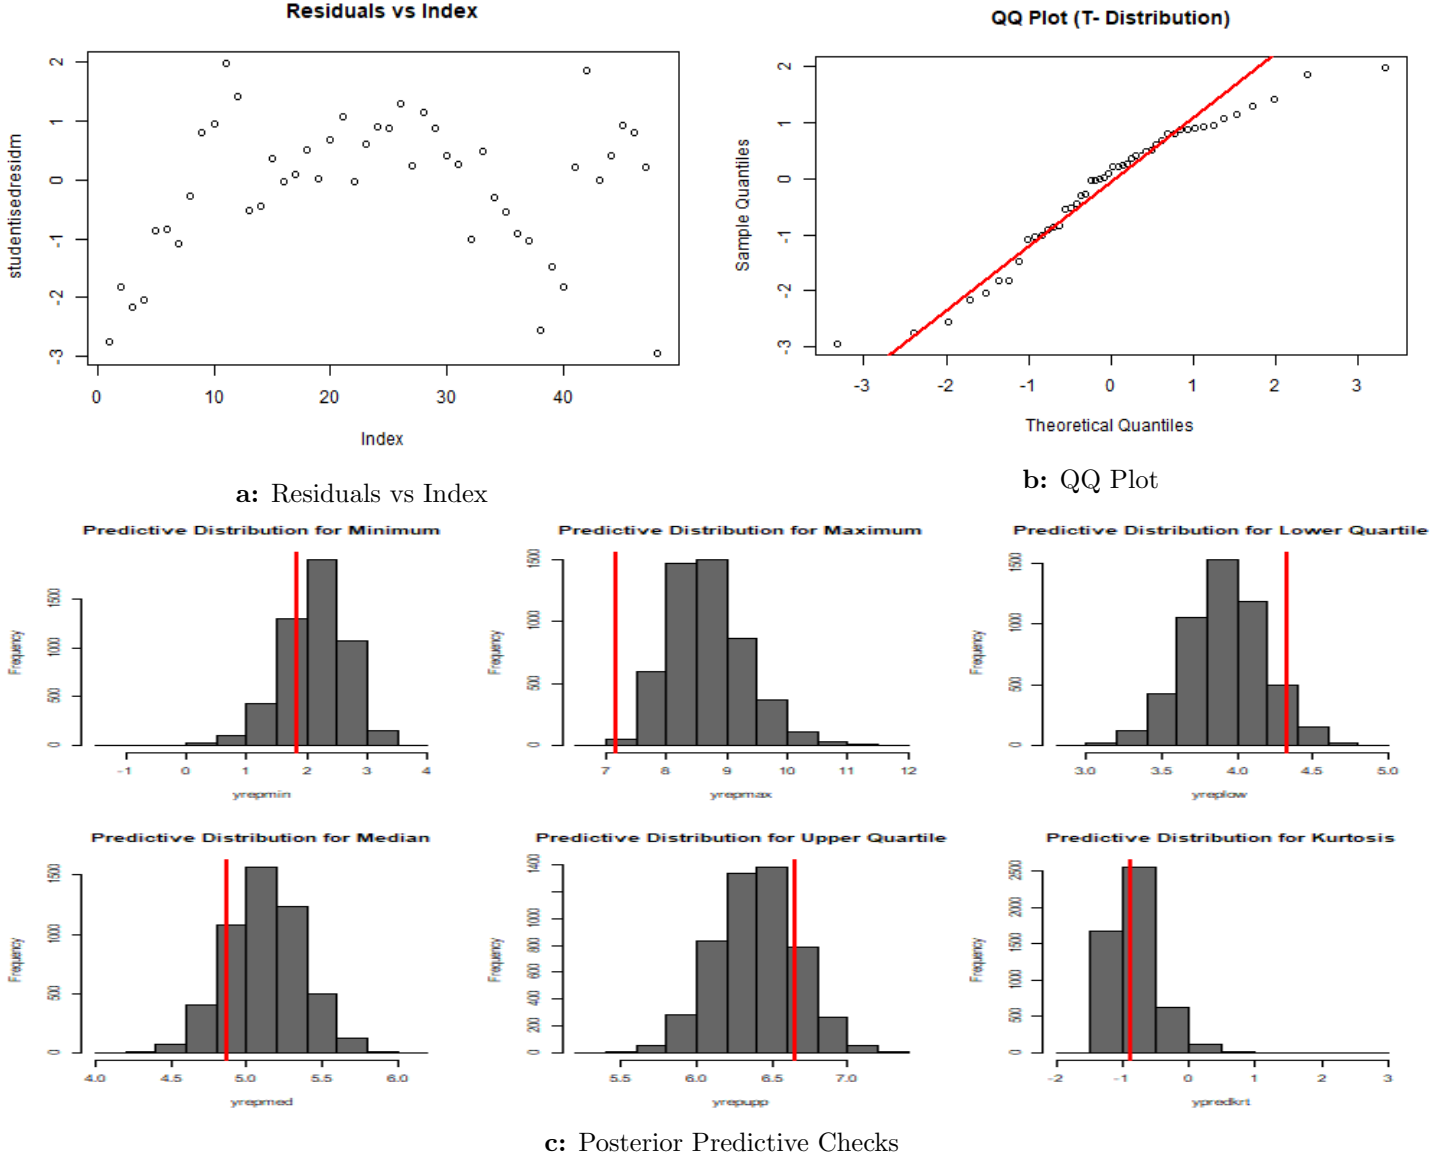 Residuals vs Index
studentisedresidm
2
1
0
-1
-2
-3
0 10 20 30 40
Index
a: Residuals vs Index
QQ Plot (T- Distribution)
Sample Quantiles
2
1
0
-1
-2
-3
-3 -2 -1 0 1 2 3
Theoretical Quantiles
b: QQ Plot
Predictive Distribution for Minimum
Frequency
1500
1000
500
0
-1 0 1 2 3 4
yrepmin
Predictive Distribution for Maximum
Frequency
1500
1000
500
0
7 8 9 10 11 12
yrepmax
Predictive Distribution for Lower Quartile
Frequency
1500
1000
500
0
3.0 3.5 4.0 4.5 5.0
yreplow
Predictive Distribution for Median
Frequency
1500
1000
500
0
4.0 4.5 5.0 5.5 6.0
yrepmed
Predictive Distribution for Upper Quartile
Frequency
1400
1000
800
600
400
200
0
5.5 6.0 6.5 7.0
yrepupp
Predictive Distribution for Kurtosis
Frequency
2500
2000
1500
1000
500
0
-2 -1 0 1 2 3
ypredkrt
c: Posterior Predictive Checks